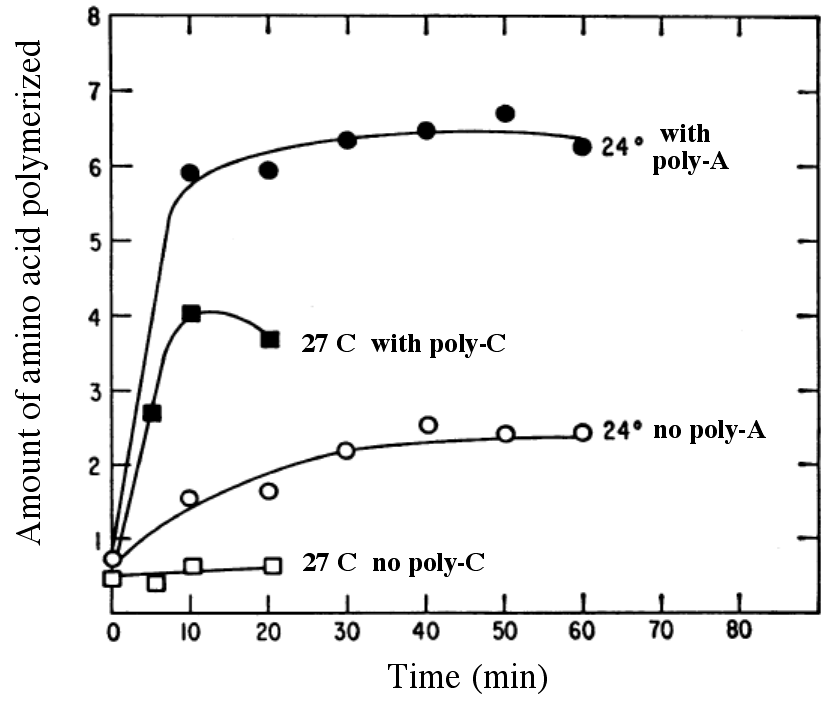 Amount of amino acid polymerized
8
7
6
5
4
3
2
1
24° with
poly-A
27 C with poly-C
24° no poly-A
27 C no poly-C
0 10 20 30 40 50 60 70 80
Time (min)